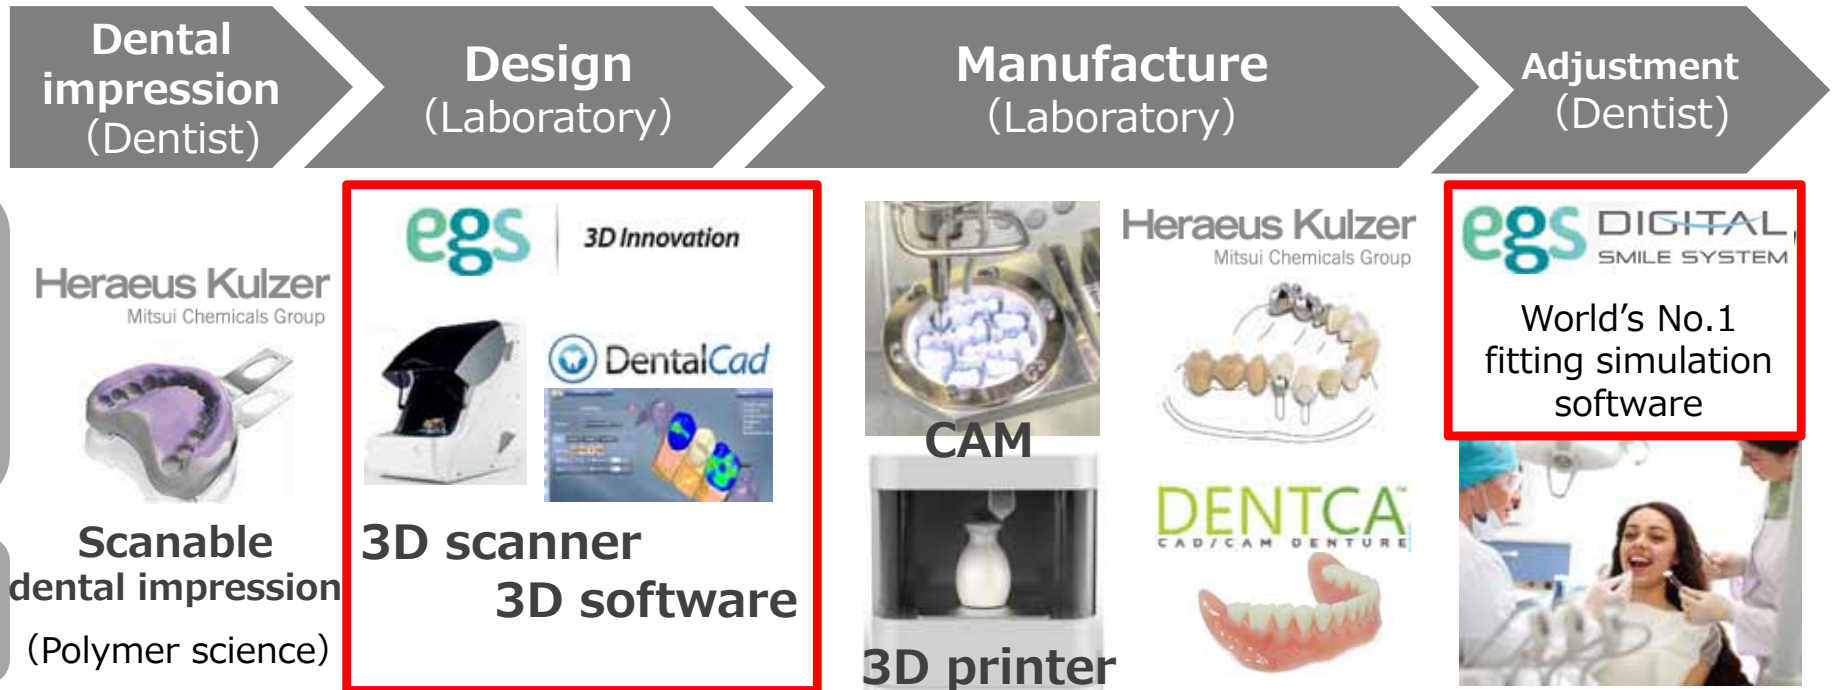 Dental
impression
（Dentist）
Design
（Laboratory）
Manufacture
（Laboratory）
Adjustment
（Dentist）
Heraeus Kulzer
Mitsui Chemicals Group
Scanable
dental impression
（Polymer science）
egs 3D Innovation
DentalCad
3D scanner
3D software
CAM
3D printer
Heraeus Kulzer
Mitsui Chemicals Group
DENTCA™
CAD/CAM DENTURE
egs DIGITAL
SMILE SYSTEM
World’s No.1
fitting simulation
software